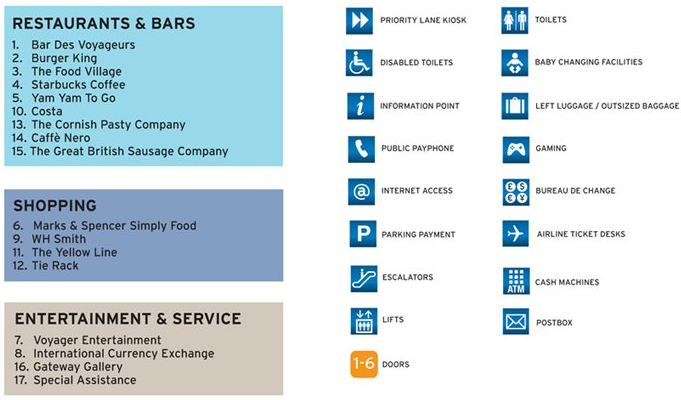 RESTAURANTS & BARS
1. Bar Des Voyageurs
2. Burger King
3. The Food Village
4. Starbucks Coffee
5. Yam Yam To Go
10. Costa
13. The Cornish Pasty Company
14. Caffè Nero
15. The Great British Sausage Company
SHOPPING
6. Marks & Spencer Simply Food
9. WH Smith
11. The Yellow Line
12. Tie Rack
ENTERTAINMENT & SERVICE
7. Voyager Entertainment
8. International Currency Exchange
16. Gateway Gallery
17. Special Assistance
PRIORITY LANE KIOSK
DISABLED TOILETS
i INFORMATION POINT
PUBLIC PAYPHONE
@ INTERNET ACCESS
P PARKING PAYMENT
ESCALATORS
LIFTS
1-6 DOORS
TOILETS
BABY CHANGING FACILITIES
LEFT LUGGAGE / OUTSIZED BAGGAGE
GAMING
£ $ € ¥ BUREAU DE CHANGE
AIRLINE TICKET DESKS
ATM CASH MACHINES
POSTBOX